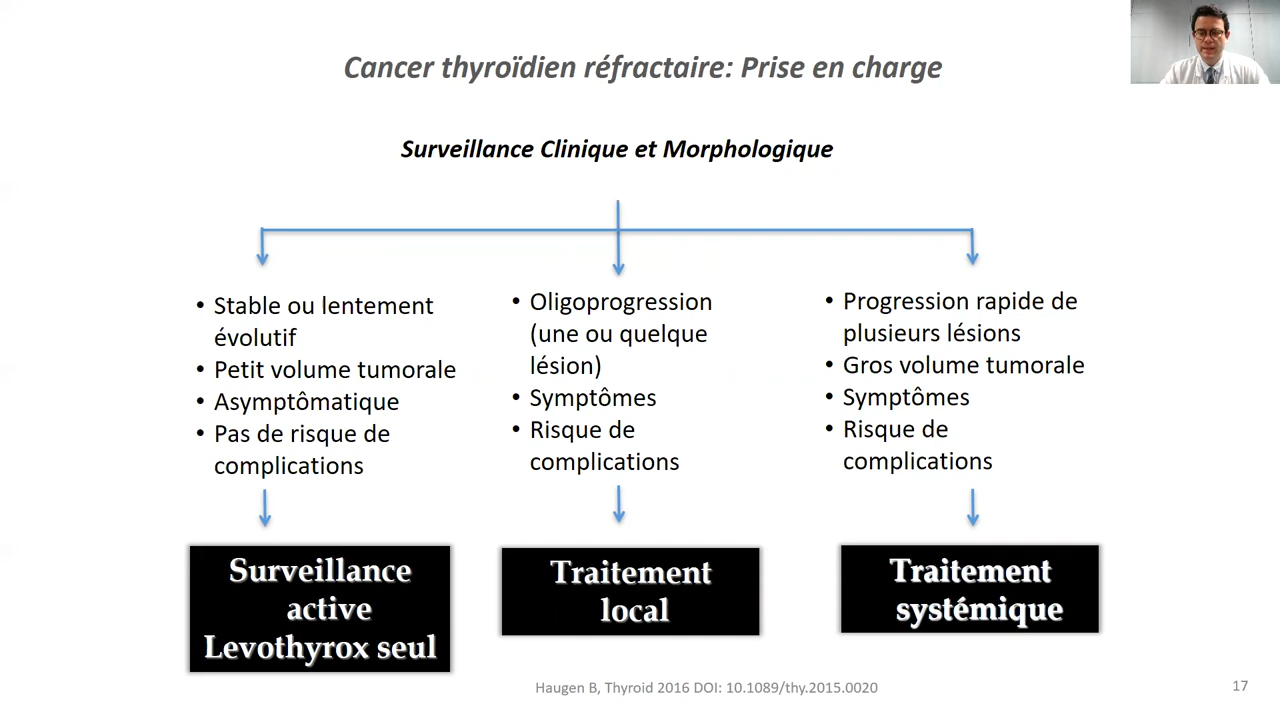 Cancer thyroïdien réfractaire: Prise en charge
Surveillance Clinique et Morphologique
• Stable ou lentement
évolutif
• Petit volume tumorale
• Asymptômatique
• Pas de risque de
complications
• Oligoprogression
(une ou quelque
lésion)
• Symptômes
• Risque de
complications
• Progression rapide de
plusieurs lésions
• Gros volume tumorale
• Symptômes
• Risque de
complications
Surveillance
active
Levothyrox seul
Traitement
local
Traitement
systémique
Haugen B, Thyroid 2016 DOI: 10.1089/thy.2015.0020
17